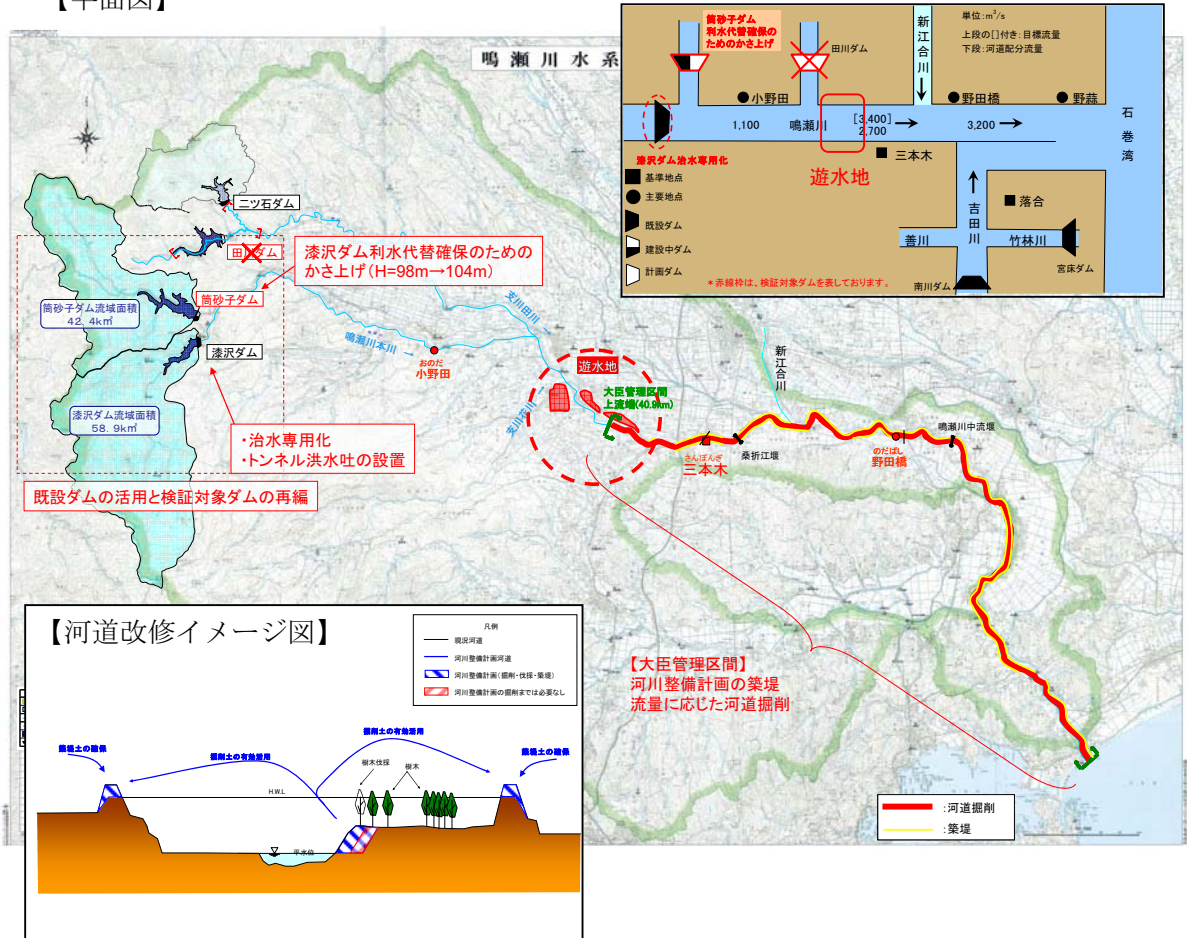 【平面図】
鳴瀬川水系
筒砂子ダム
利水代替確保の
ためのかさ上げ
田川ダム
新江合川
単位:m³/s
上段の[]付き:目標流量
下段:河道配分流量
小野田
野田橋
野蒜
1,100
鳴瀬川
[3,400]
2,700
3,200
石巻湾
漆沢ダム治水専用化
三本木
遊水地
基準地点
主要地点
既設ダム
建設中ダム
計画ダム
吉田川
落合
善川
竹林川
宮床ダム
南川ダム
*赤線枠は、検証対象ダムを表しております。
二ツ石ダム
田川ダム
漆沢ダム利水代替確保のための
かさ上げ(H=98m→104m)
筒砂子ダム
筒砂子ダム流域面積
42.4km²
漆沢ダム
支川田川
鳴瀬川本川
おのだ
小野田
新江合川
遊水地
大臣管理区間
上流端(40.9km)
支川花川
漆沢ダム流域面積
58.9km²
・治水専用化
・トンネル洪水吐の設置
さんぼんぎ
三本木
桑折江堰
のだばし
野田橋
鳴瀬川中流堰
既設ダムの活用と検証対象ダムの再編
【大臣管理区間】
河川整備計画の築堤
流量に応じた河道掘削
【河道改修イメージ図】
凡例
現況河道
河川整備計画河道
河川整備計画(掘削・伐採・築堤)
河川整備計画の掘削までは必要なし
築堤土の確保
掘削土の有効活用
掘削土の有効活用
築堤土の確保
樹木伐採
樹木
H.W.L
平水位
:河道掘削
:築堤